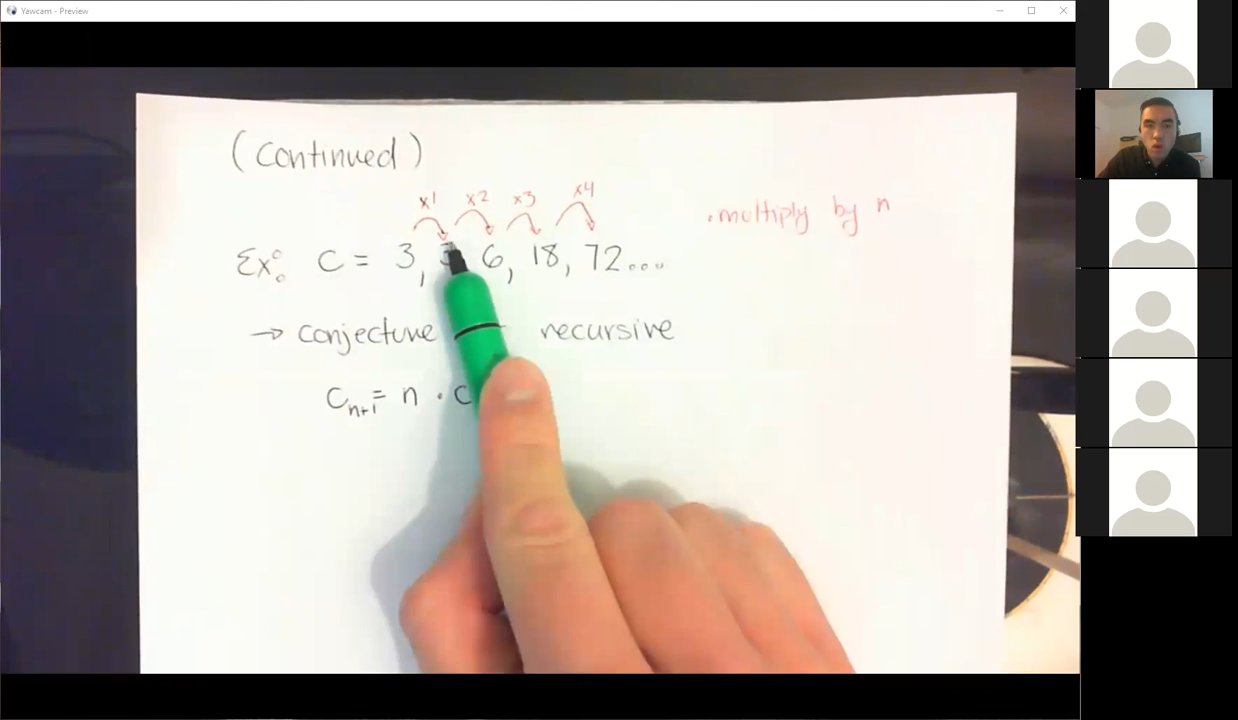 Yawcam - Preview
(Continued)
x1 x2 x3 x4
• multiply by n
Ex: C = 3, 6, 18, 72...
→ conjecture recursive
Cn+1 = n · C